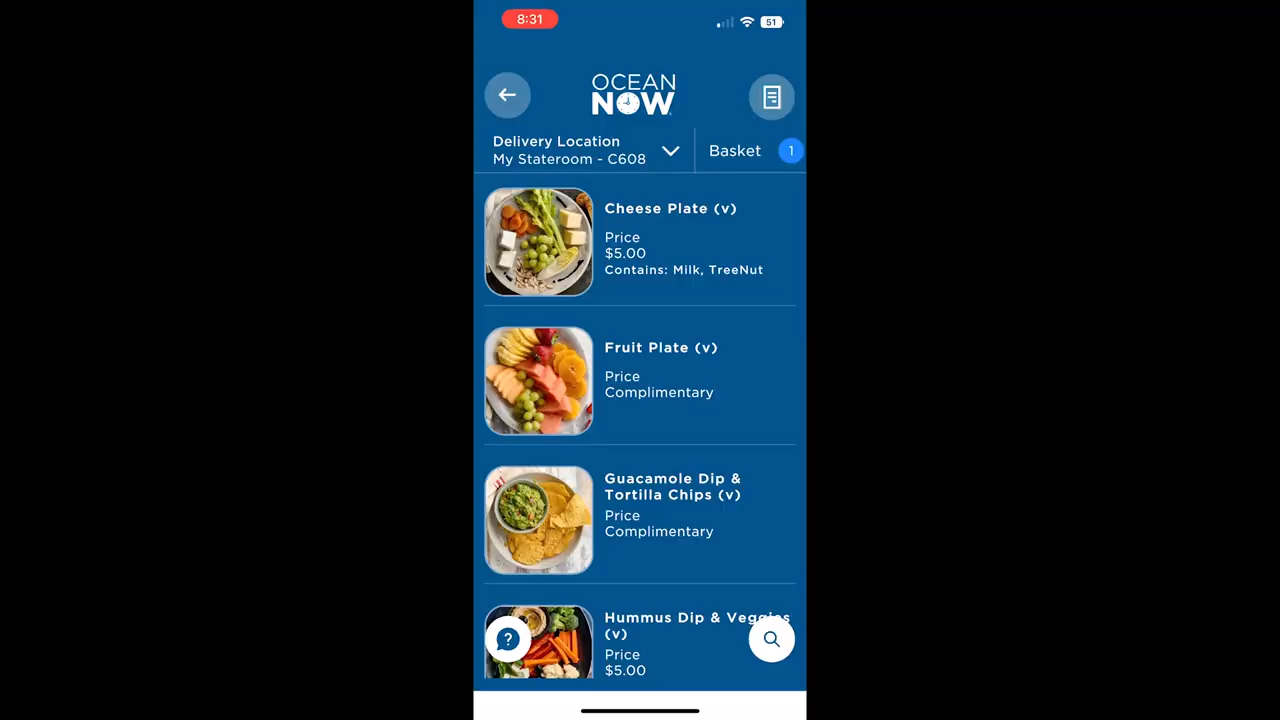 8:31
51
OCEAN
NOW
Delivery Location
My Stateroom - C608
Basket
1
Cheese Plate (v)
Price
$5.00
Contains: Milk, TreeNut
Fruit Plate (v)
Price
Complimentary
Guacamole Dip &
Tortilla Chips (v)
Price
Complimentary
Hummus Dip & Veggies
(v)
Price
$5.00